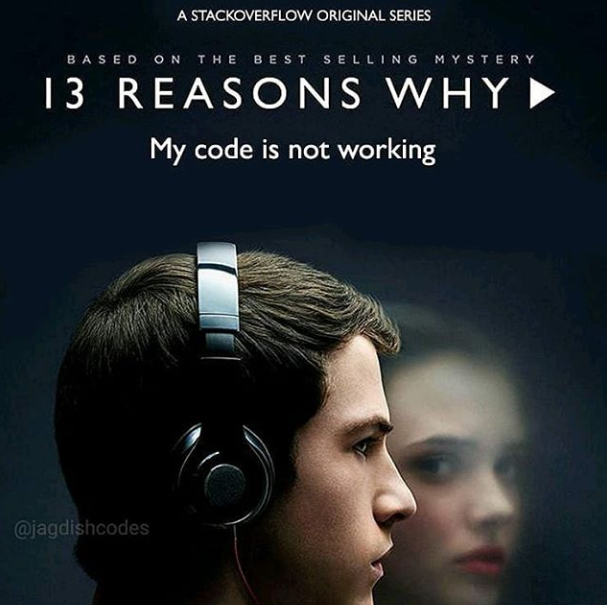 A STACKOVERFLOW ORIGINAL SERIES
BASED ON THE BEST SELLING MYSTERY
13 REASONS WHY
My code is not working
@jagdishcodes